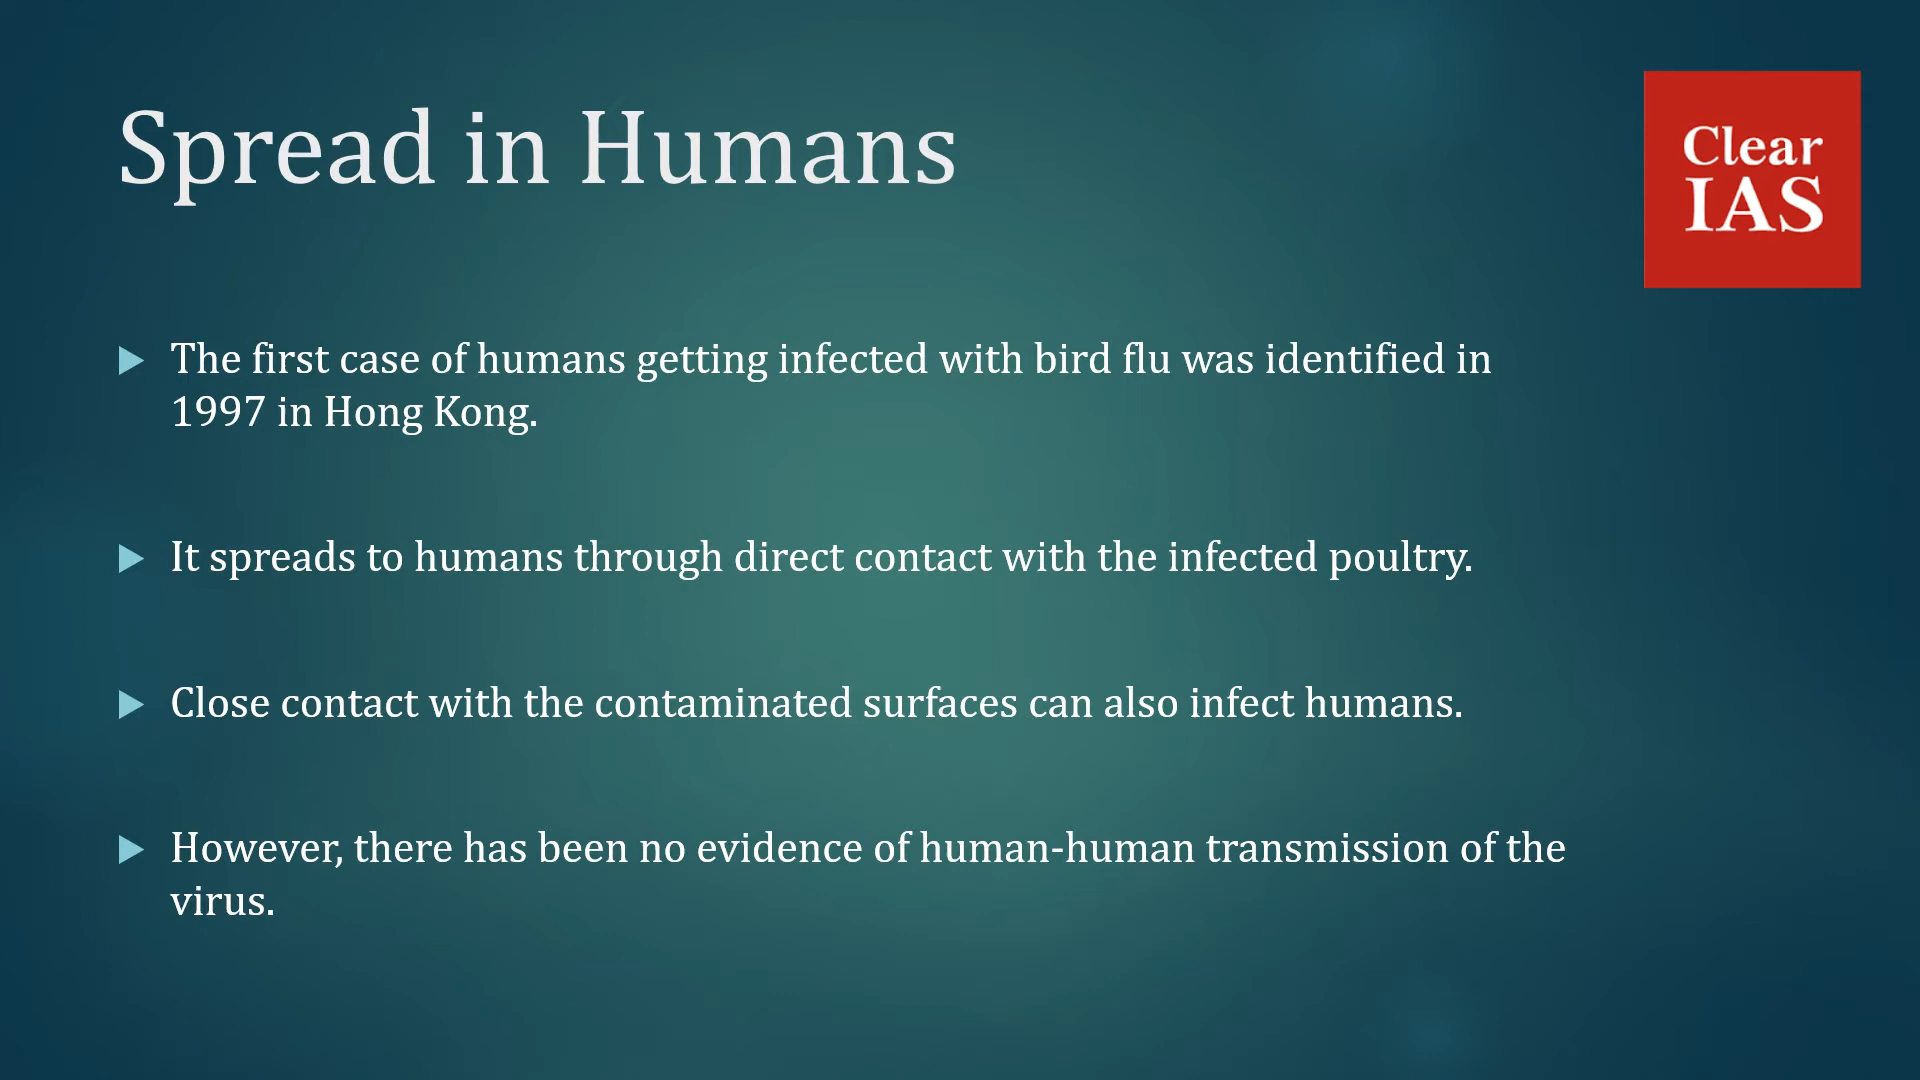 Spread in Humans
Clear
IAS
The first case of humans getting infected with bird flu was identified in
1997 in Hong Kong.
It spreads to humans through direct contact with the infected poultry.
Close contact with the contaminated surfaces can also infect humans.
However, there has been no evidence of human-human transmission of the
virus.